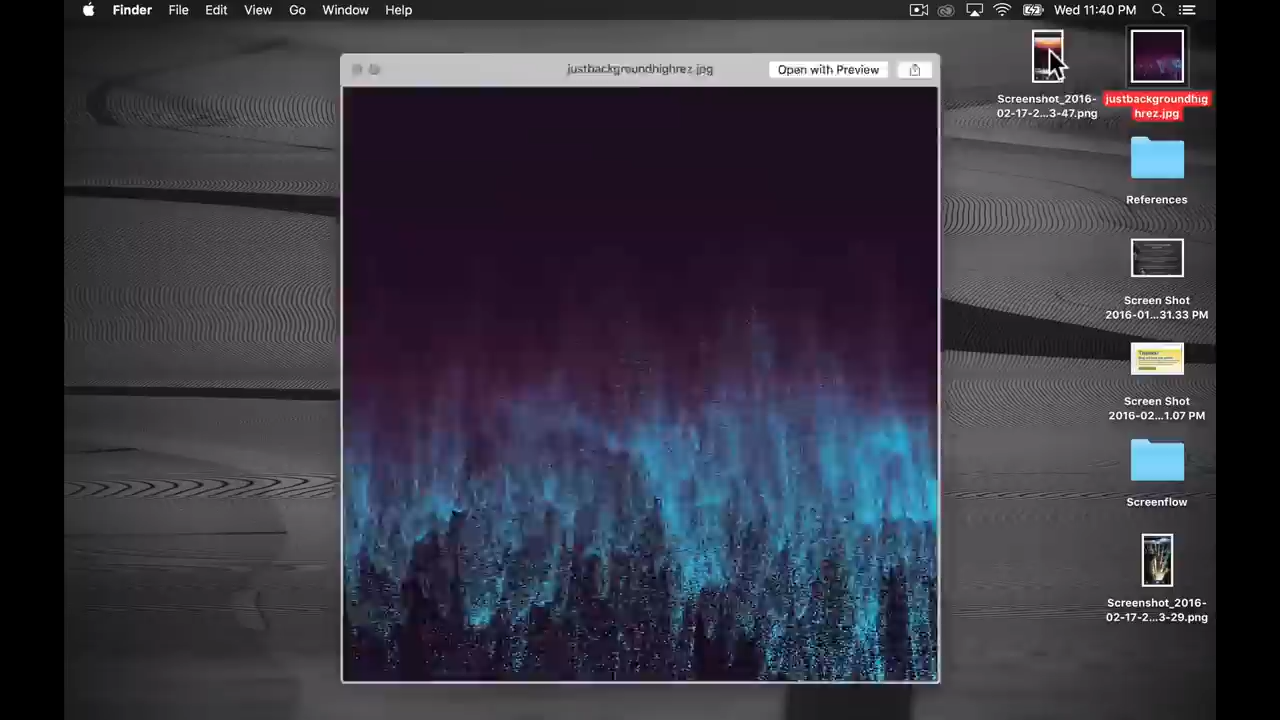 Finder File Edit View Go Window Help Wed 11:40 PM
justbackgroundhighrez.jpg Open with Preview
Screenshot_2016-
02-17-2...3-47.png
justbackgroundhig
hrez.jpg
References
Screen Shot
2016-01...31.33 PM
Screen Shot
2016-02...1.07 PM
Screenflow
Screenshot_2016-
02-17-2...3-29.png